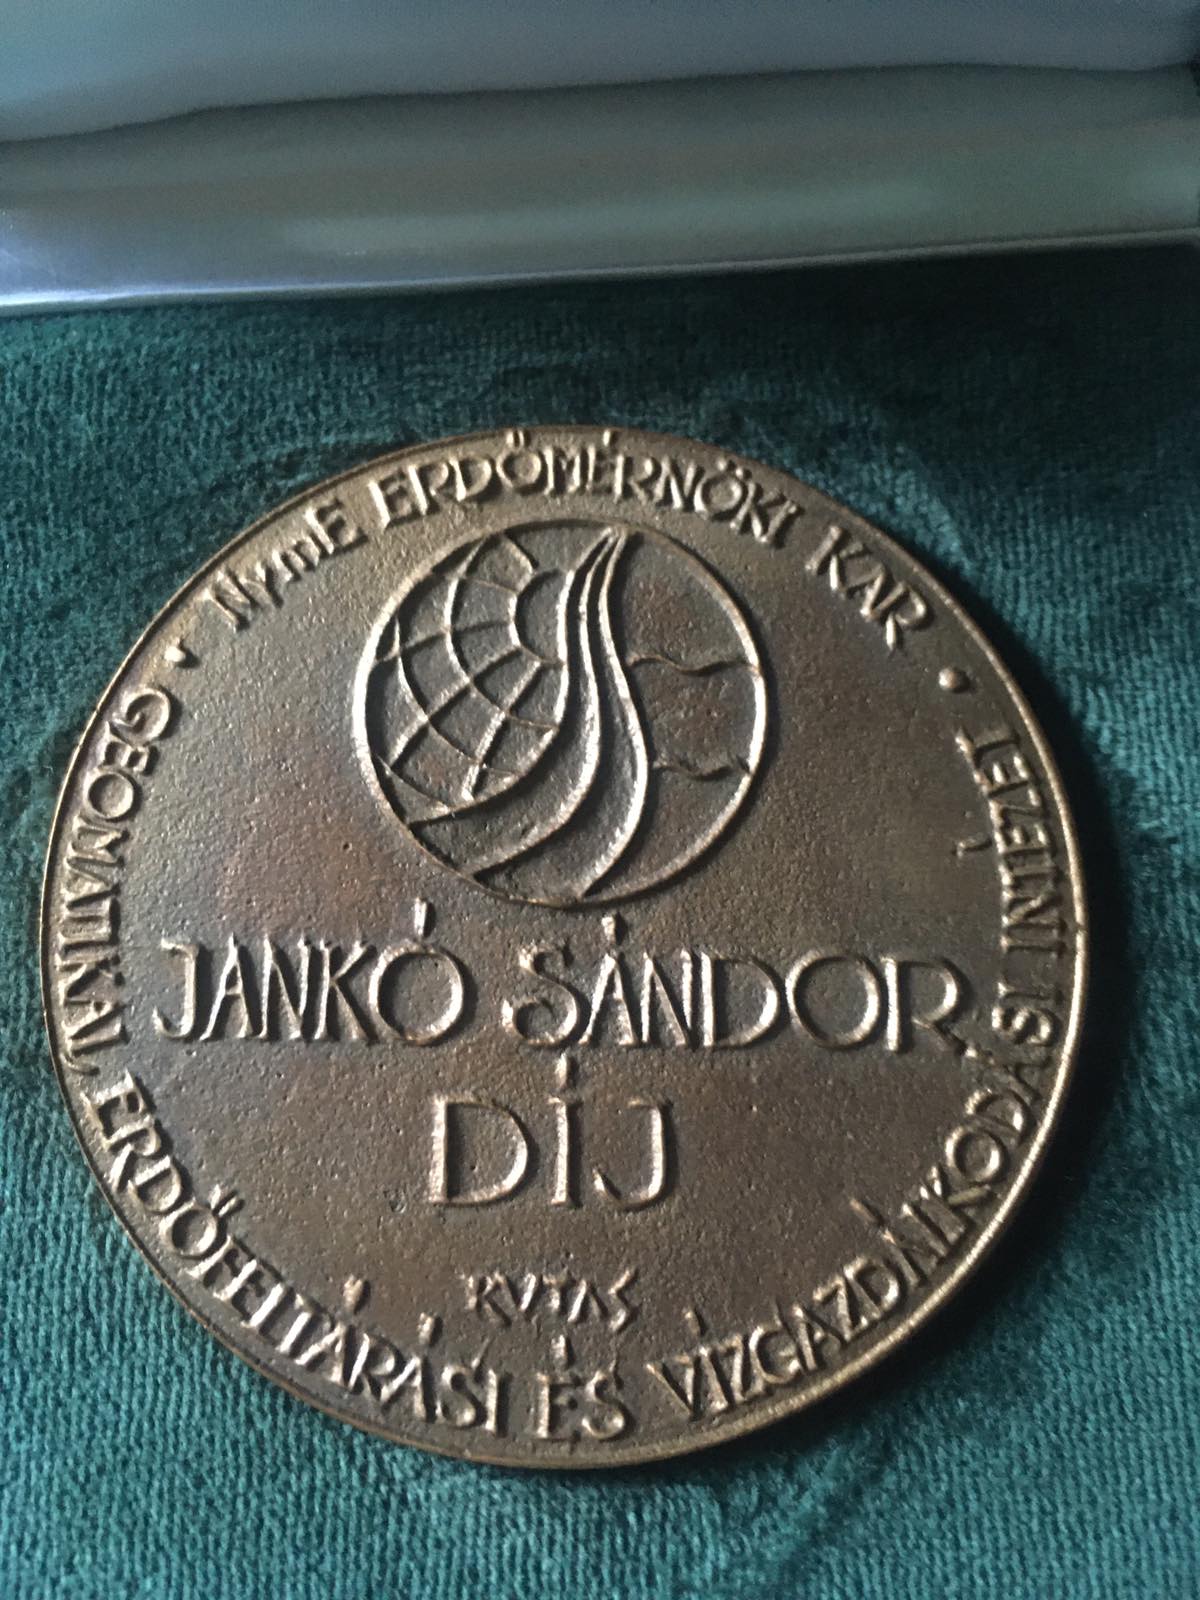 NymE ERDŐMÉRNÖKI KAR
• GEOMATIKAI, ERDŐFELTÁRÁSI ÉS VÍZGAZDÁLKODÁSI INTÉZET •
JANKÓ SÁNDOR
DÍJ
KUTAS